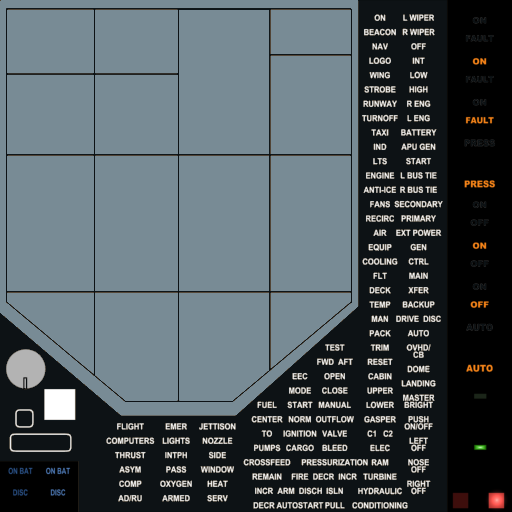 ON L WIPER
BEACON R WIPER
NAV OFF
LOGO INT
WING LOW
STROBE HIGH
RUNWAY R ENG
TURNOFF L ENG
TAXI BATTERY
IND APU GEN
LTS START
ENGINE L BUS TIE
ANTI-ICE R BUS TIE
FANS SECONDARY
RECIRC PRIMARY
AIR EXT POWER
EQUIP GEN
COOLING CTRL
FLT MAIN
DECK XFER
TEMP BACKUP
MAN DRIVE DISC
PACK AUTO
TEST TRIM OVHD/
CB
FWD AFT RESET DOME
EEC OPEN CABIN LANDING
MODE CLOSE UPPER MASTER
FUEL START MANUAL LOWER BRIGHT
CENTER NORM OUTFLOW GASPER PUSH
ON/OFF
TO IGNITION VALVE C1 C2 LEFT
OFF
PUMPS CARGO BLEED ELEC
CROSSFEED PRESSURIZATION RAM NOSE
OFF
REMAIN FIRE DECR INCR TURBINE RIGHT
INCR ARM DISCH ISLN HYDRAULIC OFF
DECR AUTOSTART PULL CONDITIONING
FLIGHT EMER JETTISON
COMPUTERS LIGHTS NOZZLE
THRUST INTPH SIDE
ASYM PASS WINDOW
COMP OXYGEN HEAT
AD/RU ARMED SERV
ON BAT ON BAT
DISC DISC
ON
FAULT
ON
FAULT
ON
FAULT
PRESS
PRESS
ON
OFF
ON
OFF
ON
OFF
AUTO
AUTO